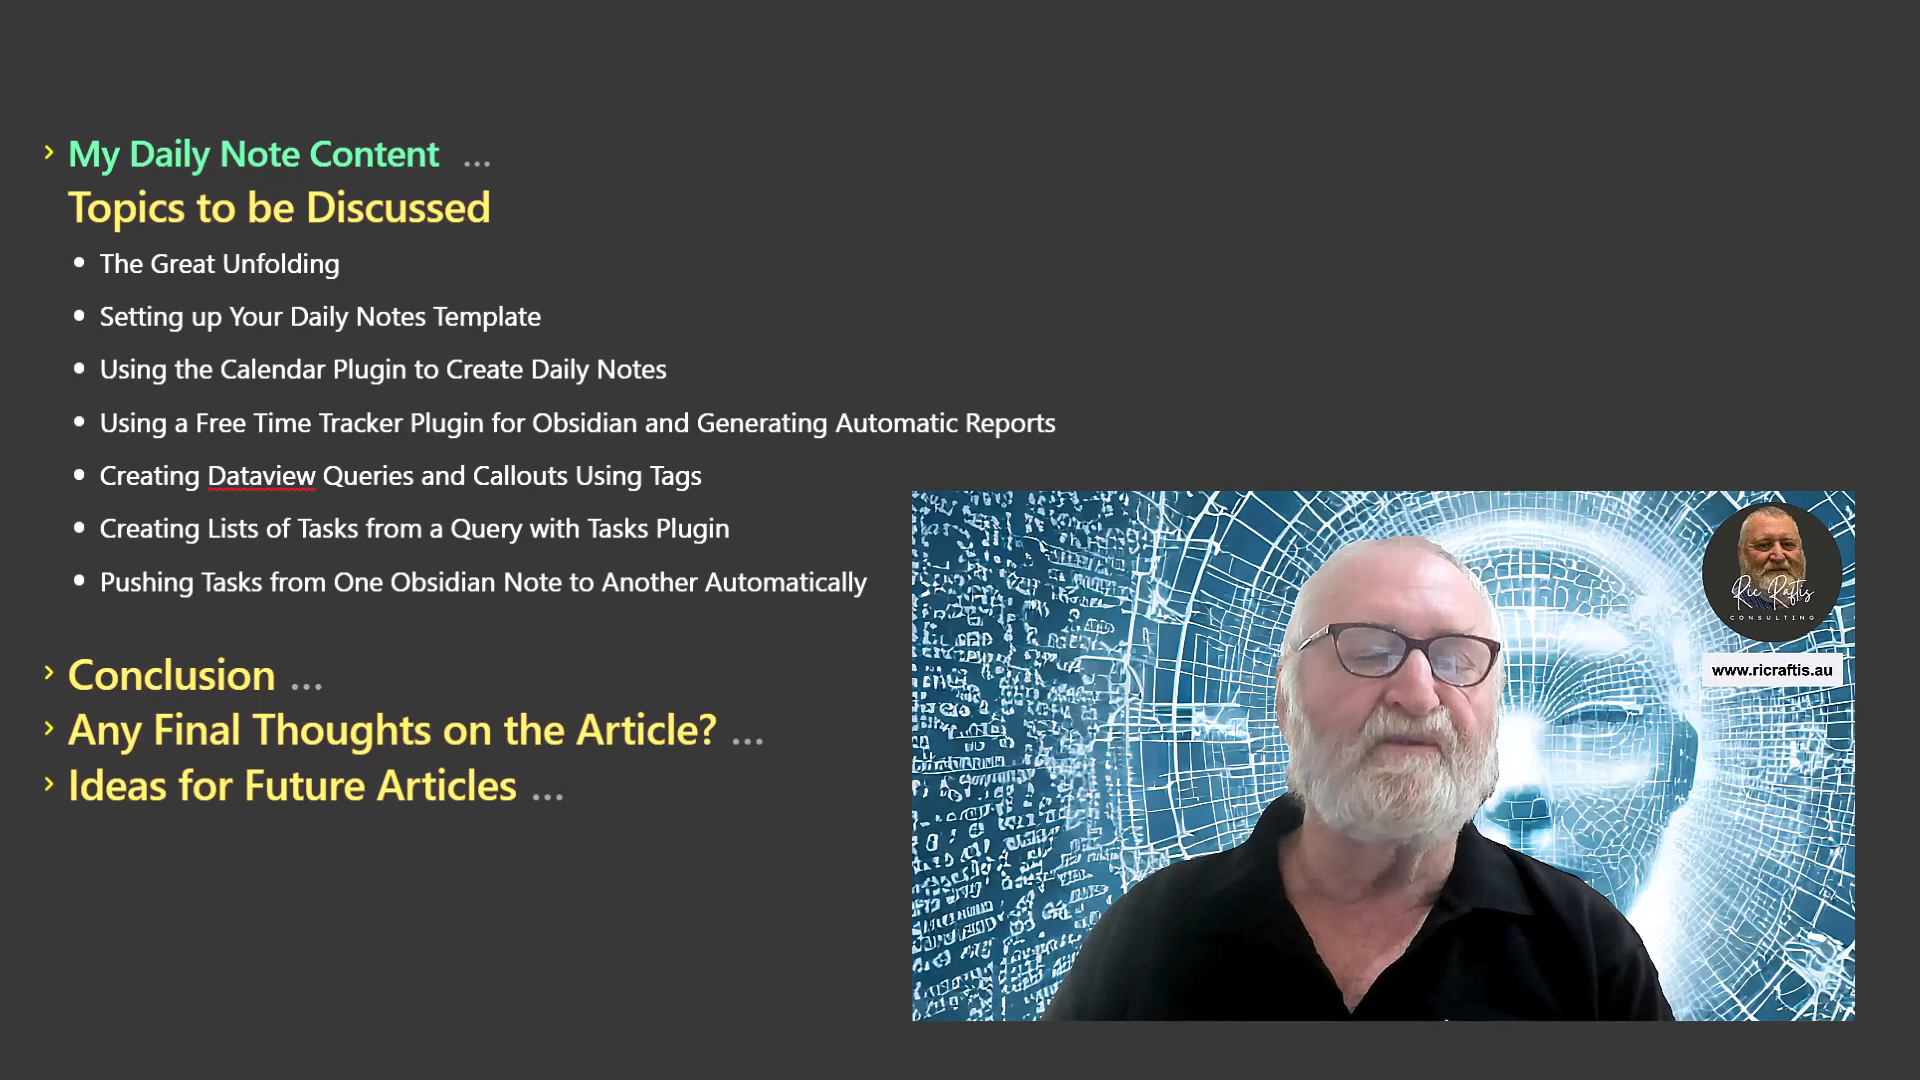 My Daily Note Content ...
Topics to be Discussed
The Great Unfolding
Setting up Your Daily Notes Template
Using the Calendar Plugin to Create Daily Notes
Using a Free Time Tracker Plugin for Obsidian and Generating Automatic Reports
Creating Dataview Queries and Callouts Using Tags
Creating Lists of Tasks from a Query with Tasks Plugin
Pushing Tasks from One Obsidian Note to Another Automatically
Conclusion ...
Any Final Thoughts on the Article? ...
Ideas for Future Articles ...
Ric Raftis
CONSULTING
www.ricraftis.au